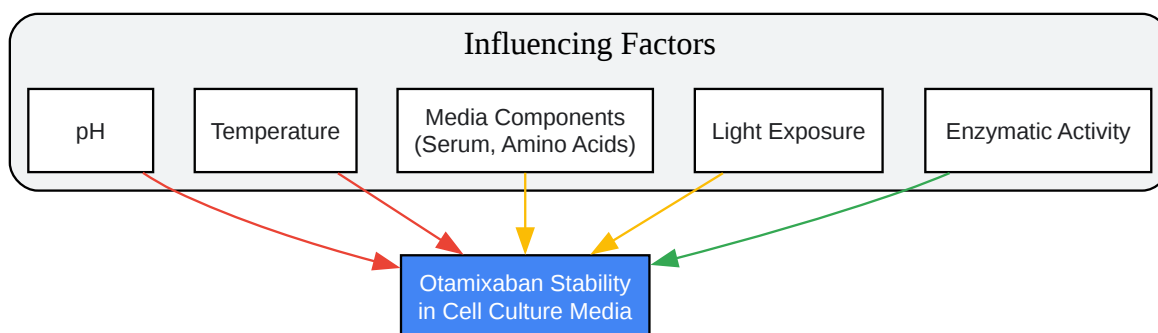 Influencing Factors
pH
Temperature
Media Components
(Serum, Amino Acids)
Light Exposure
Enzymatic Activity
Otamixaban Stability
in Cell Culture Media